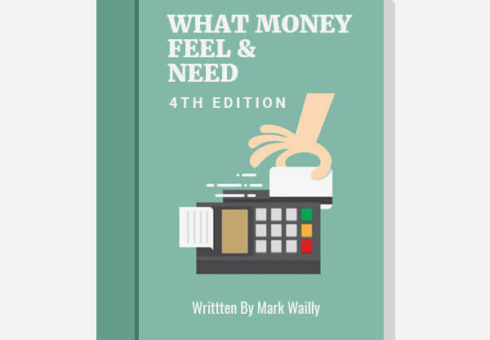 WHAT MONEY
FEEL &
NEED
4TH EDITION
Writtten By Mark Wailly